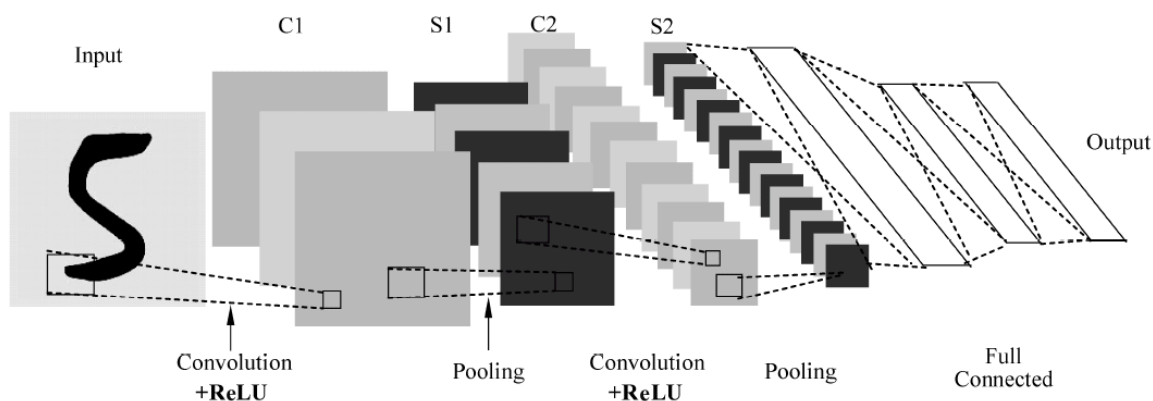 C1
S1
C2
S2
Input
Output
Convolution
+ReLU
Pooling
Convolution
+ReLU
Pooling
Full
Connected